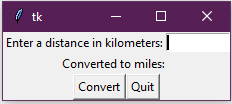 tk
Enter a distance in kilometers:
Converted to miles:
Convert Quit